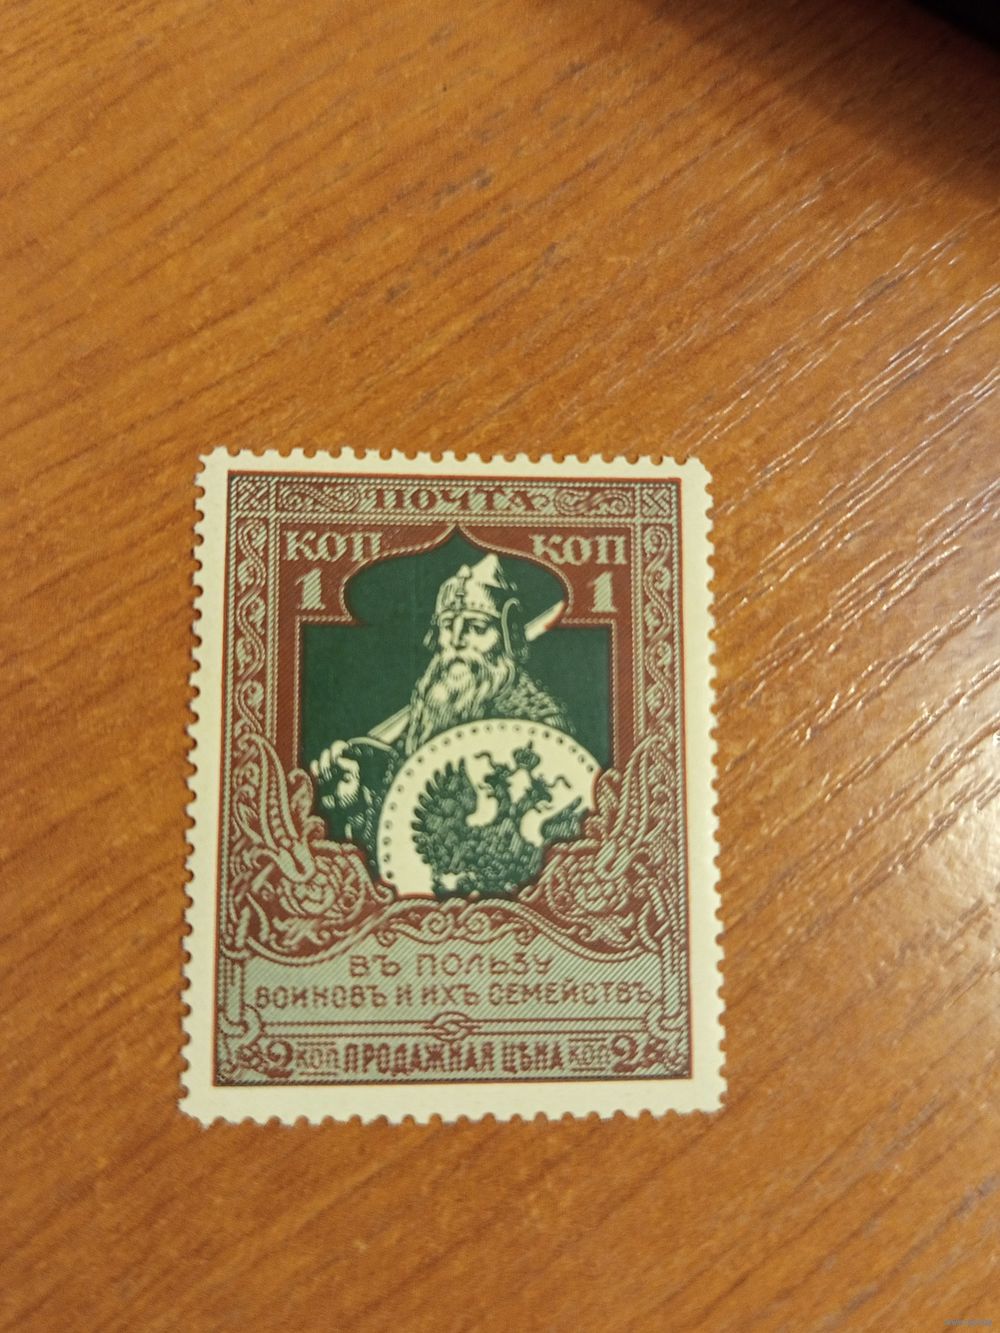 ПОЧТА
КОП КОП
1 1
ВЪ ПОЛЬЗУ
ВОИНОВЪ И ИХЪ СЕМЕЙСТВЪ
2 КОП ПРОДАЖНАЯ ЦѢНА КОП 2